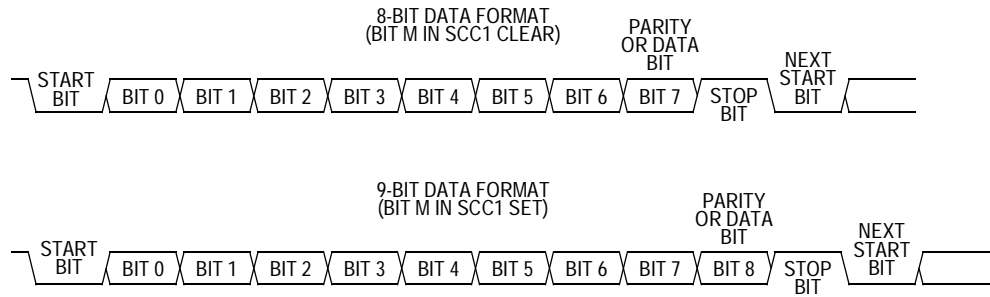 8-BIT DATA FORMAT
(BIT M IN SCC1 CLEAR)
PARITY
OR DATA
BIT
START
BIT
BIT 0
BIT 1
BIT 2
BIT 3
BIT 4
BIT 5
BIT 6
BIT 7
STOP
BIT
NEXT
START
BIT
9-BIT DATA FORMAT
(BIT M IN SCC1 SET)
PARITY
OR DATA
BIT
START
BIT
BIT 0
BIT 1
BIT 2
BIT 3
BIT 4
BIT 5
BIT 6
BIT 7
BIT 8
STOP
BIT
NEXT
START
BIT